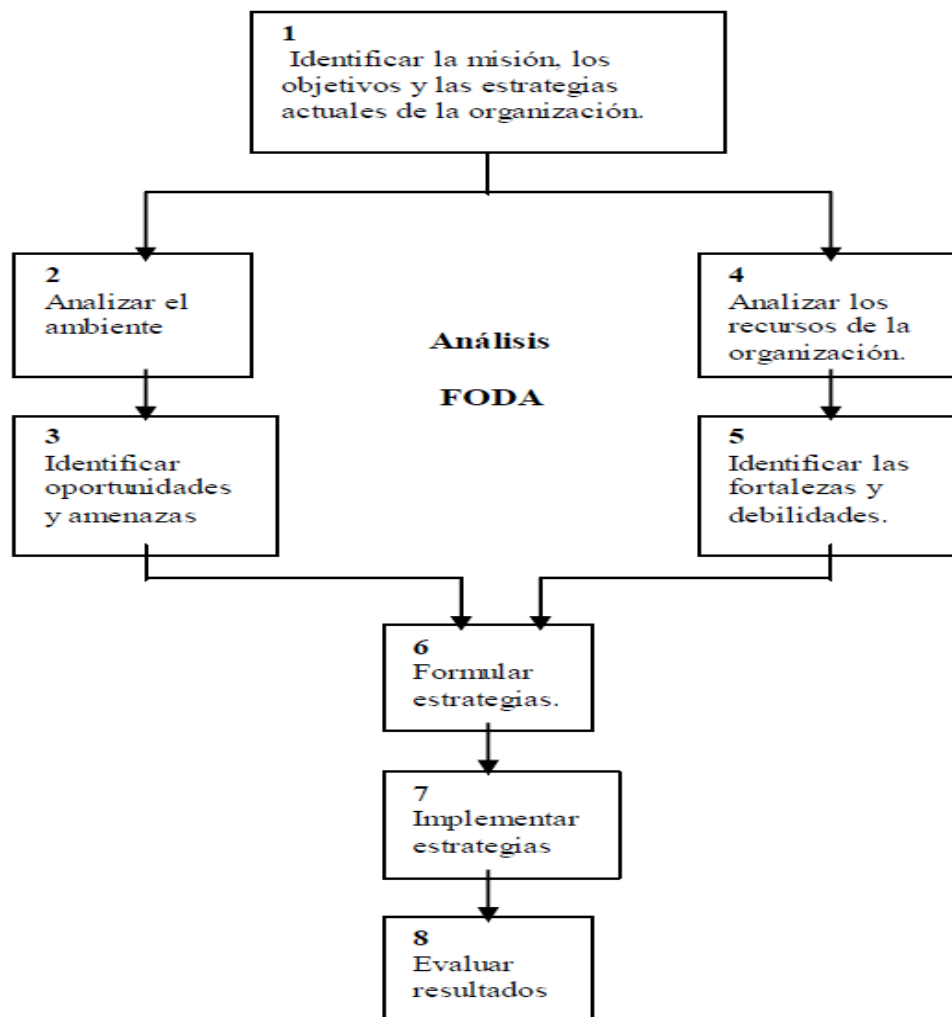 1
Identificar la misión, los
objetivos y las estrategias
actuales de la organización.
2
Analizar el
ambiente
3
Identificar
oportunidades
y amenazas
Análisis
FODA
4
Analizar los
recursos de la
organización.
5
Identificar las
fortalezas y
debilidades.
6
Formular
estrategias.
7
Implementar
estrategias
8
Evaluar
resultados